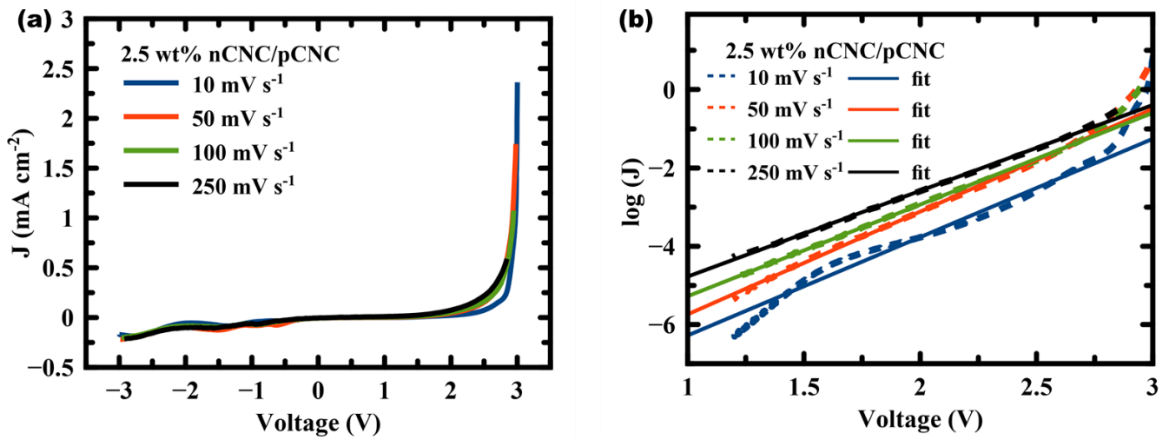 (a)
3
2.5
2
1.5
1
0.5
0
−0.5
J (mA cm⁻²)
2.5 wt% nCNC/pCNC
10 mV s⁻¹
50 mV s⁻¹
100 mV s⁻¹
250 mV s⁻¹
−3 −2 −1 0 1 2 3
Voltage (V)
(b)
0
−2
−4
−6
log (J)
2.5 wt% nCNC/pCNC
10 mV s⁻¹ fit
50 mV s⁻¹ fit
100 mV s⁻¹ fit
250 mV s⁻¹ fit
1 1.5 2 2.5 3
Voltage (V)